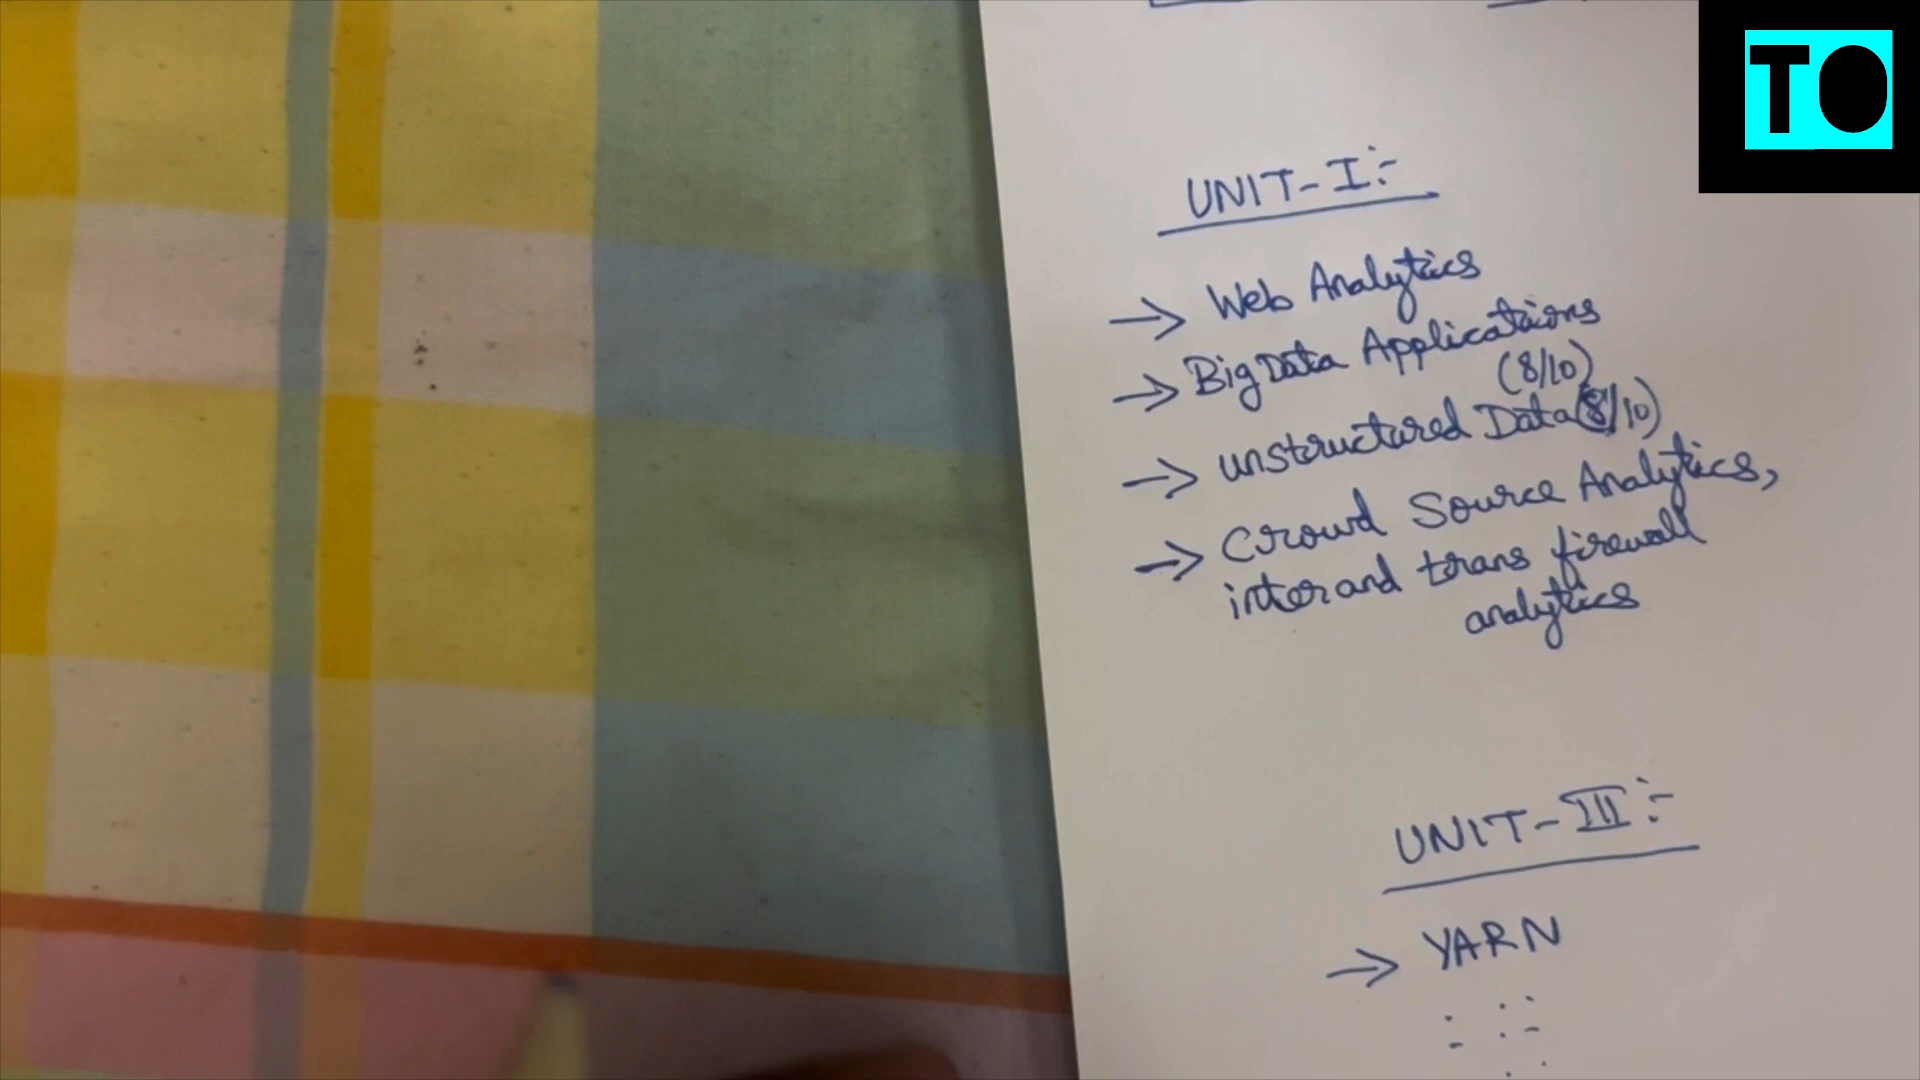 TO
UNIT-I:-
→ Web Analytics
→ Big Data Applications
(8/10)
→ unstructured Data (8/10)
→ Crowd Source Analytics,
inter and trans firewall
analytics
UNIT-III:-
→ YARN